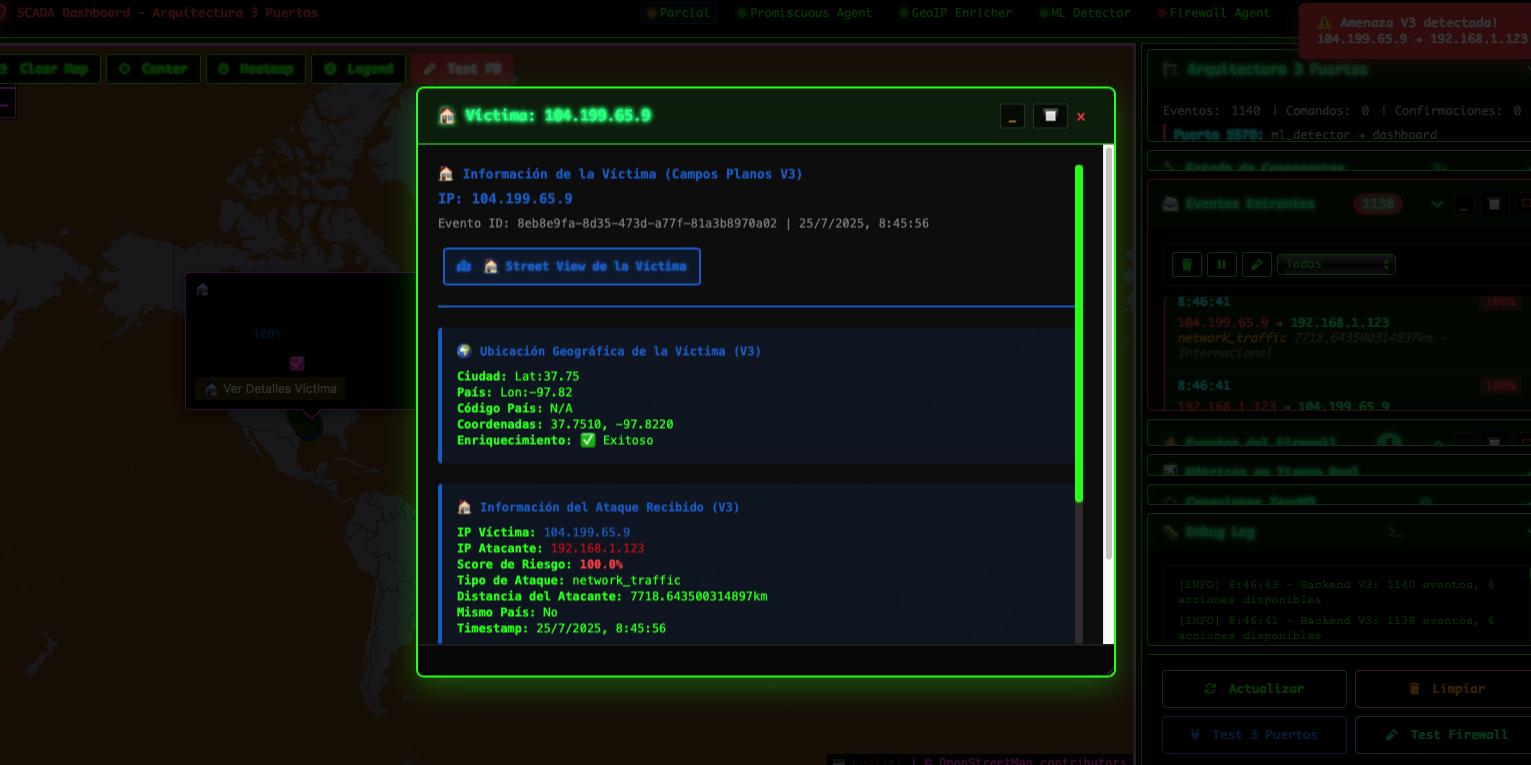 SCADA Dashboard - Arquitectura 3 Puertos
Parcial
Promiscuous Agent
GeoIP Enricher
ML Detector
Firewall Agent
Amenaza V3 detectada!
104.199.65.9 → 192.168.1.123
Clear Map
Center
Heatmap
Legend
Test FW
100%
Ver Detalles Víctima
Víctima: 104.199.65.9
Información de la Víctima (Campos Planos V3)
IP: 104.199.65.9
Evento ID: 8eb8e9fa-8d35-473d-a77f-81a3b8970a02 | 25/7/2025, 8:45:56
Street View de la Víctima
Ubicación Geográfica de la Víctima (V3)
Ciudad: Lat:37.75
País: Lon:-97.82
Código País: N/A
Coordenadas: 37.7510, -97.8220
Enriquecimiento: ✅ Exitoso
Información del Ataque Recibido (V3)
IP Víctima: 104.199.65.9
IP Atacante: 192.168.1.123
Score de Riesgo: 100.0%
Tipo de Ataque: network_traffic
Distancia del Atacante: 7718.643500314897km
Mismo País: No
Timestamp: 25/7/2025, 8:45:56
Arquitectura 3 Puertos
Eventos: 1140 | Comandos: 0 | Confirmaciones: 0
Puerto 5570: ml_detector → dashboard
Estado de Componentes
Eventos Entrantes
1138
Todos
8:46:41
100%
104.199.65.9 → 192.168.1.123
network_traffic 7718.643500314897km -
Internacional
8:46:41
100%
192.168.1.123 → 104.199.65.9
Eventos del Firewall
Métricas en Tiempo Real
Conexiones ZeroMQ
Debug Log
[INFO] 8:46:43 - Backend V3: 1140 eventos, 4
acciones disponibles
[INFO] 8:46:41 - Backend V3: 1138 eventos, 4
acciones disponibles
Actualizar
Limpiar
Test 3 Puertos
Test Firewall
Leaflet | © OpenStreetMap contributors